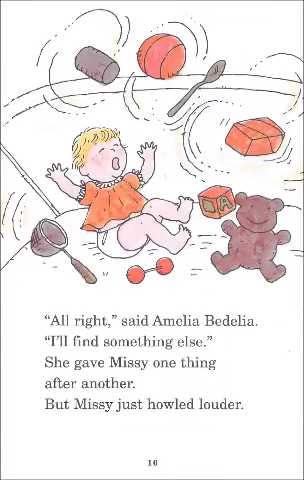 A
"All right," said Amelia Bedelia.
"I'll find something else."
She gave Missy one thing
after another.
But Missy just howled louder.
16